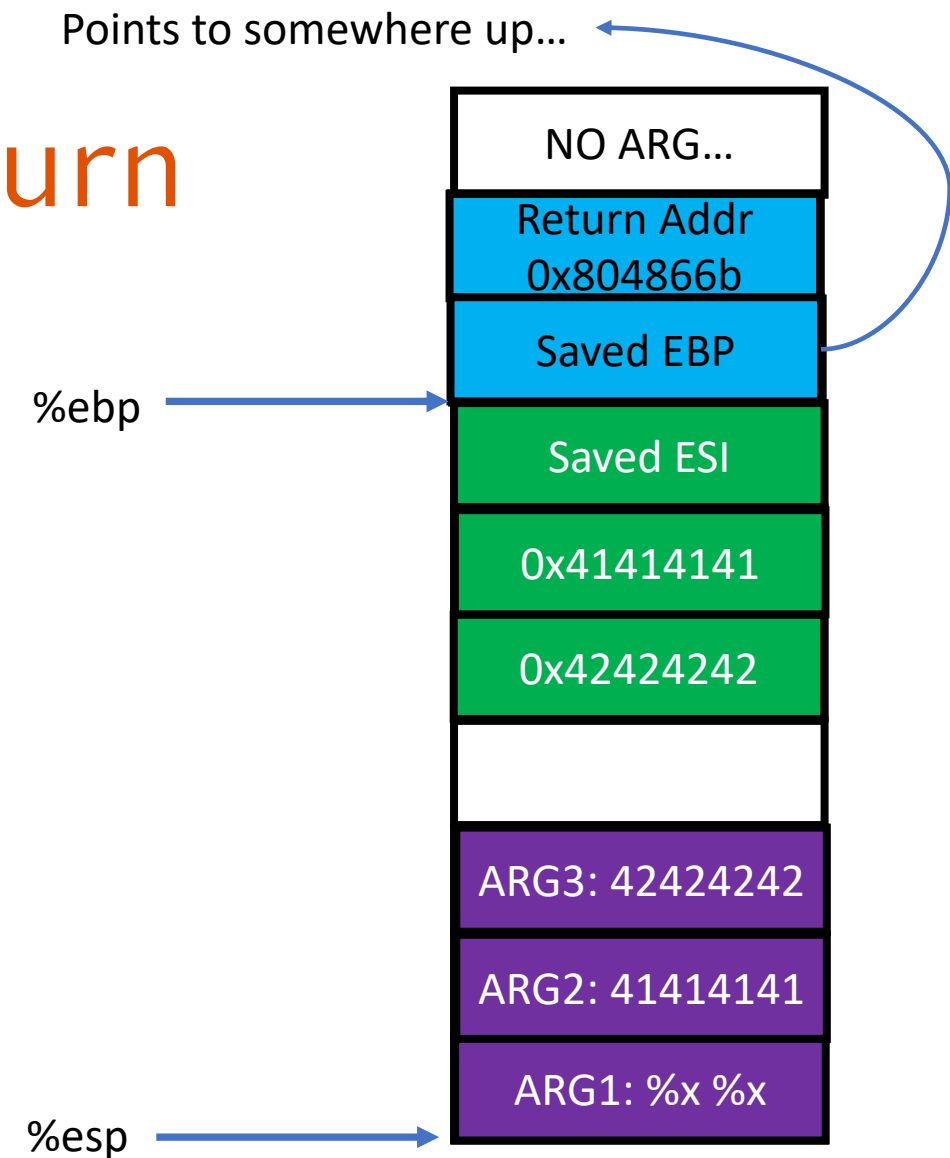 Points to somewhere up…
urn
NO ARG…
Return Addr
0x804866b
Saved EBP
%ebp
Saved ESI
0x41414141
0x42424242
ARG3: 42424242
ARG2: 41414141
ARG1: %x %x
%esp